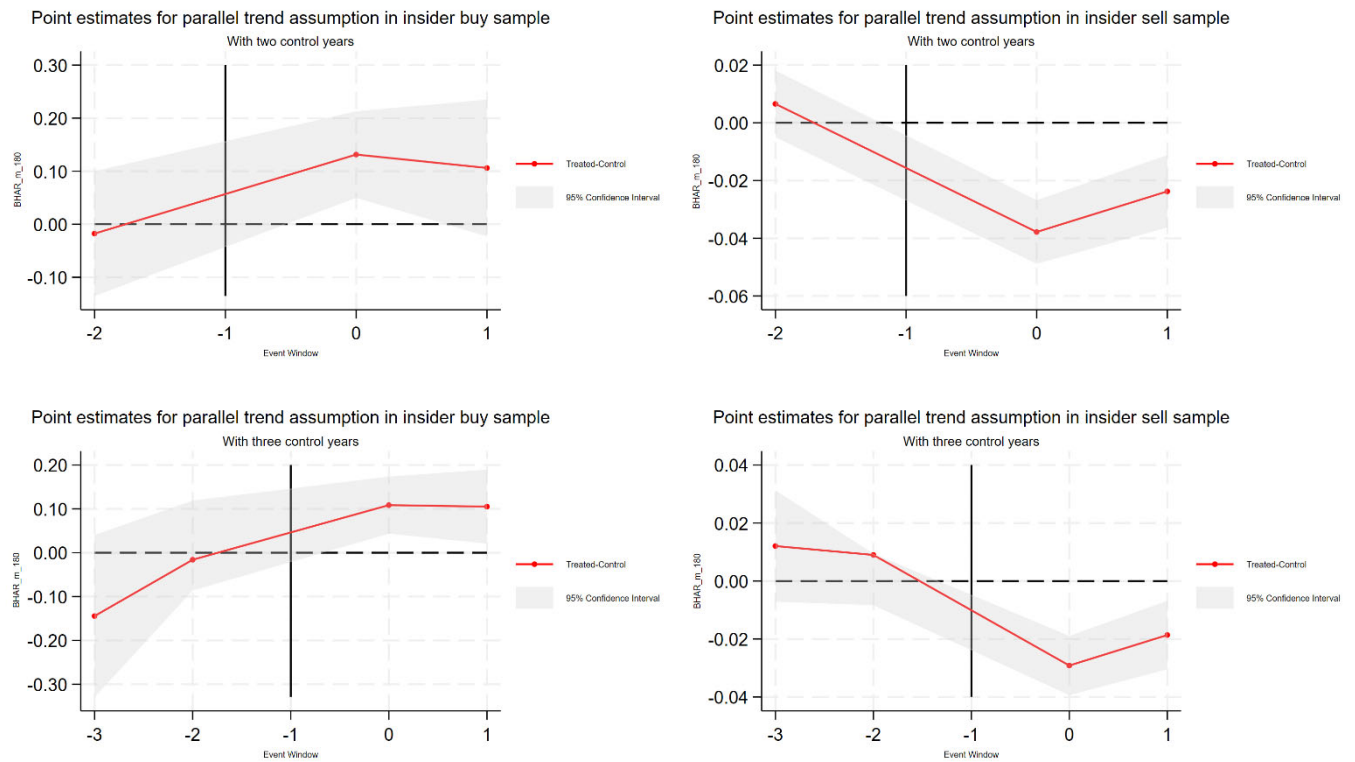 Point estimates for parallel trend assumption in insider buy sample
With two control years
0.30
0.20
0.10
0.00
-0.10
BHAR_m_180
-2
-1
0
1
Event Window
Treated-Control
95% Confidence Interval
Point estimates for parallel trend assumption in insider sell sample
With two control years
0.02
0.00
-0.02
-0.04
-0.06
BHAR_m_180
-2
-1
0
1
Event Window
Treated-Control
95% Confidence Interval
Point estimates for parallel trend assumption in insider buy sample
With three control years
0.20
0.10
0.00
-0.10
-0.20
-0.30
BHAR_m_180
-3
-2
-1
0
1
Event Window
Treated-Control
95% Confidence Interval
Point estimates for parallel trend assumption in insider sell sample
With three control years
0.04
0.02
0.00
-0.02
-0.04
BHAR_m_180
-3
-2
-1
0
1
Event Window
Treated-Control
95% Confidence Interval